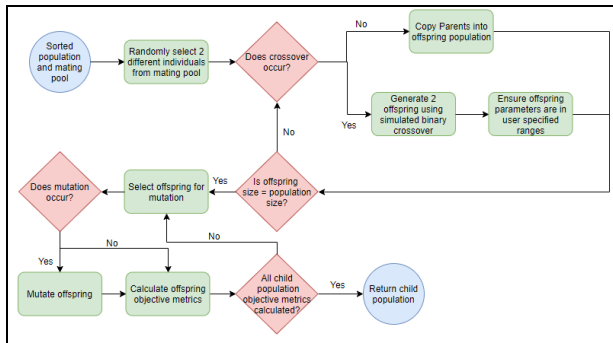 Sorted
population
and mating
pool
Randomly select 2
different individuals
from mating pool
Does crossover
occur?
No
Copy Parents into
offspring population
Yes
Generate 2
offspring using
simulated binary
crossover
Ensure offspring
parameters are in
user specified
ranges
No
Is offspring
size = population
size?
Yes
Select offspring for
mutation
Does mutation
occur?
No
Yes
No
Mutate offspring
Calculate offspring
objective metrics
All child
population
objective metrics
calculated?
Yes
Return child
population